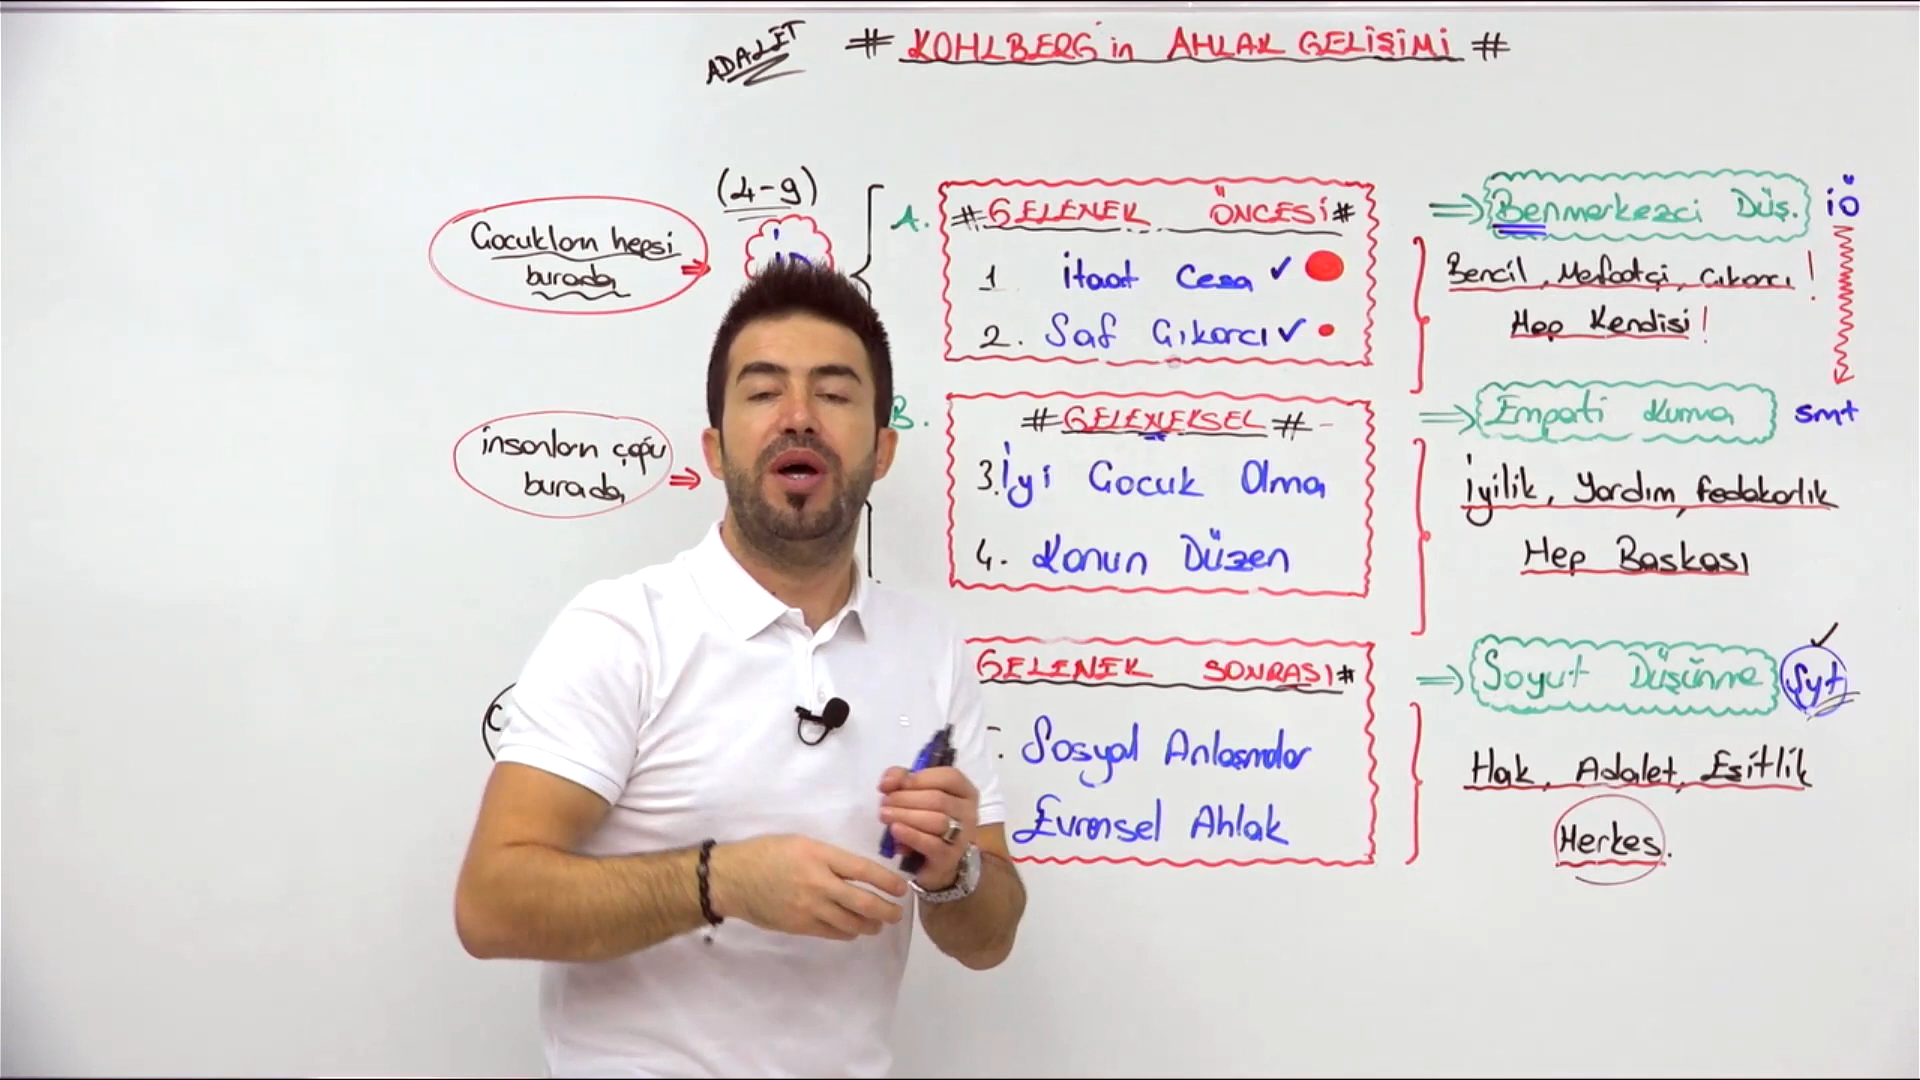 ADALET
# KOHLBERG'in AHLAK GELİŞİMİ #
(4-9)
Çocukların hepsi
burada
A. #GELENEK ÖNCESİ#
1 İtaat Ceza ✓
2. Saf Çıkarcı ✓
⇒ Benmerkezci Düş. İÖ
Bencil, Menfaatçi, Çıkarcı!
Hep Kendisi!
insanların çoğu
burada
B. # GELENEKSEL #
3. İyi Çocuk Olma
4. Kanun Düzen
⇒ Empati Kurma smt
İyilik, Yardım, fedakarlık
Hep Başkası
GELENEK SONRASI#
Sosyal Anlaşmalar
Evrensel Ahlak
⇒ Soyut Düşünme Syt ✓
Hak, Adalet, Eşitlik
Herkes.